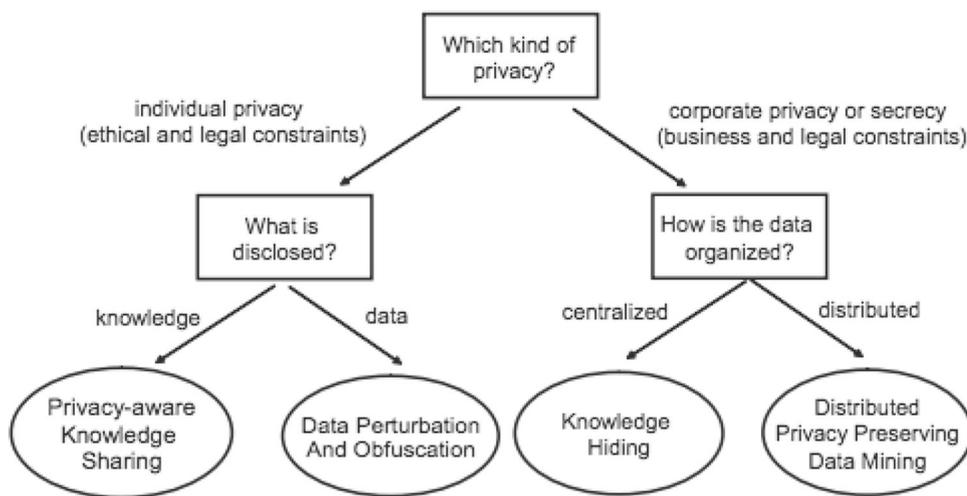 Which kind of
privacy?
individual privacy
(ethical and legal constraints)
corporate privacy or secrecy
(business and legal constraints)
What is
disclosed?
How is the data
organized?
knowledge
data
centralized
distributed
Privacy-aware
Knowledge
Sharing
Data Perturbation
And Obfuscation
Knowledge
Hiding
Distributed
Privacy Preserving
Data Mining